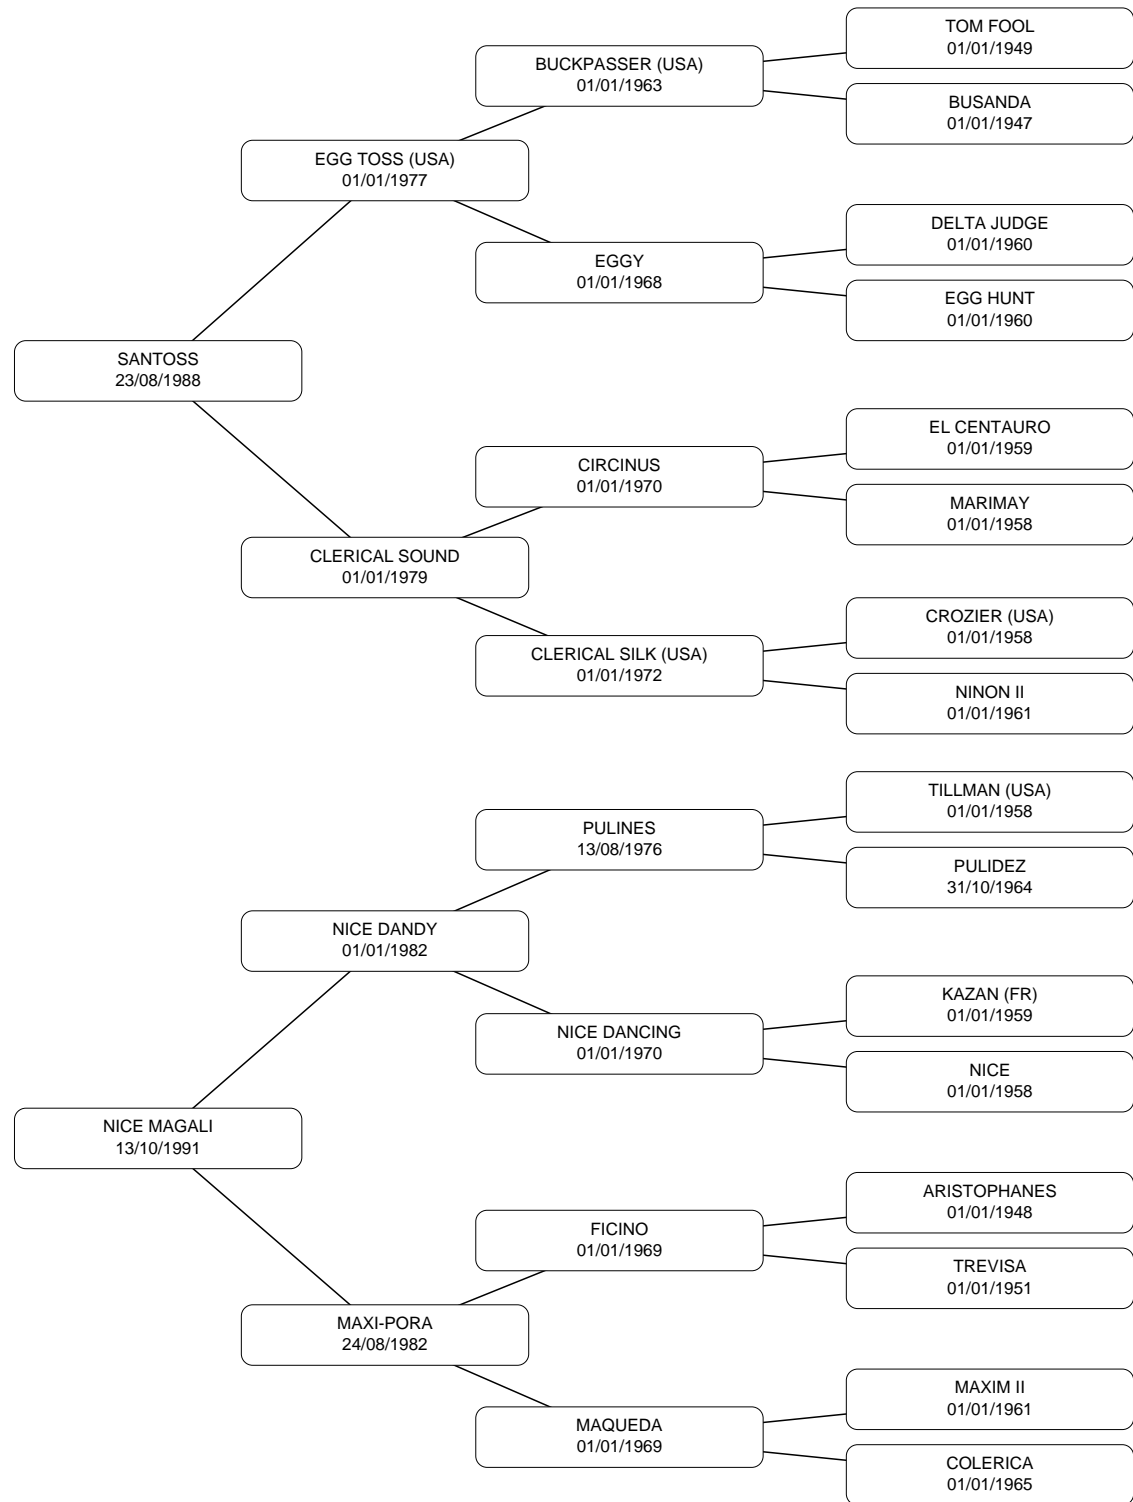 TOM FOOL
01/01/1949
BUCKPASSER (USA)
01/01/1963
BUSANDA
01/01/1947
EGG TOSS (USA)
01/01/1977
DELTA JUDGE
01/01/1960
EGGY
01/01/1968
EGG HUNT
01/01/1960
SANTOSS
23/08/1988
EL CENTAURO
01/01/1959
CIRCINUS
01/01/1970
MARIMAY
01/01/1958
CLERICAL SOUND
01/01/1979
CROZIER (USA)
01/01/1958
CLERICAL SILK (USA)
01/01/1972
NINON II
01/01/1961
TILLMAN (USA)
01/01/1958
PULINES
13/08/1976
PULIDEZ
31/10/1964
NICE DANDY
01/01/1982
KAZAN (FR)
01/01/1959
NICE DANCING
01/01/1970
NICE
01/01/1958
NICE MAGALI
13/10/1991
ARISTOPHANES
01/01/1948
FICINO
01/01/1969
TREVISA
01/01/1951
MAXI-PORA
24/08/1982
MAXIM II
01/01/1961
MAQUEDA
01/01/1969
COLERICA
01/01/1965